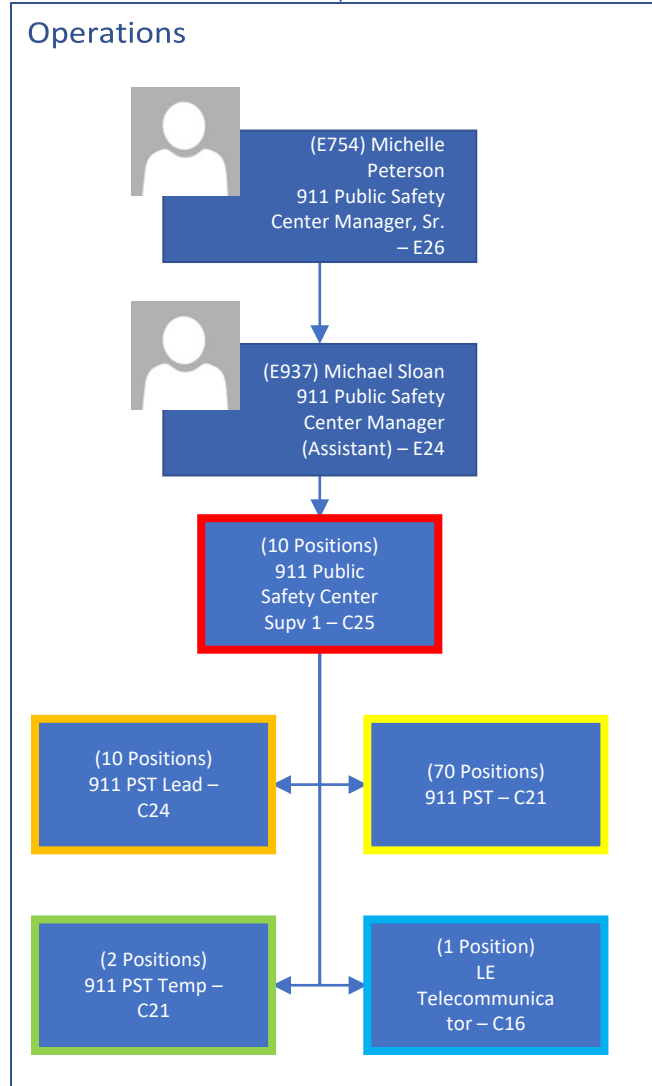 Operations
(E754) Michelle
Peterson
911 Public Safety
Center Manager, Sr.
– E26
(E937) Michael Sloan
911 Public Safety
Center Manager
(Assistant) – E24
(10 Positions)
911 Public
Safety Center
Supv 1 – C25
(10 Positions)
911 PST Lead –
C24
(70 Positions)
911 PST – C21
(2 Positions)
911 PST Temp –
C21
(1 Position)
LE
Telecommunica
tor – C16